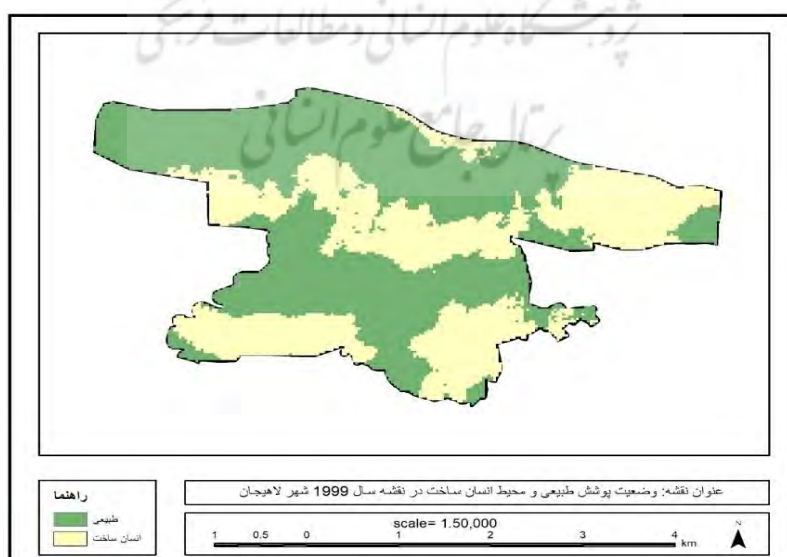 پژوهشگاه علوم انسانی و مطالعات فرهنگی
پرتال جامع علوم انسانی
راهنما
طبیعی
انسان ساخت
عنوان نقشه: وضعیت پوشش طبیعی و محیط انسان ساخت در نقشه سال 1999 شهر لاهیجان
scale= 1.50,000
1 0.5 0 1 2 3 4
km
N